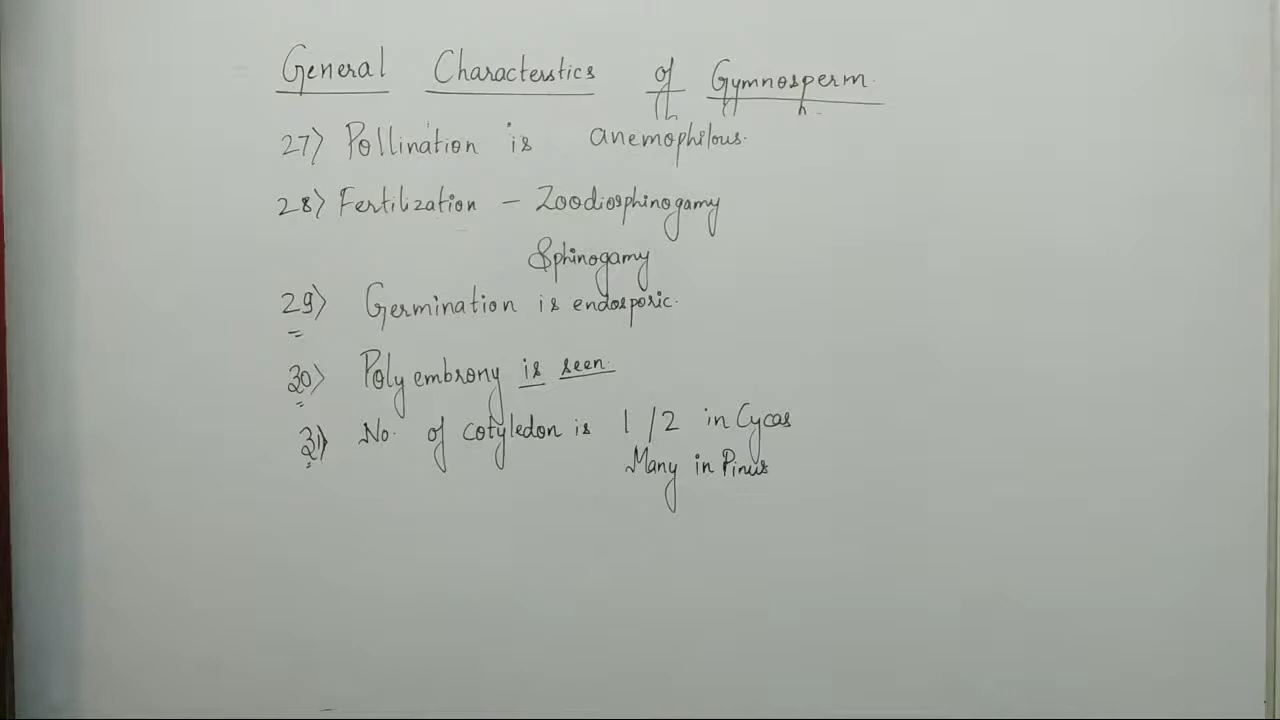 General Characterstics of Gymnosperm.
27) Pollination is anemophilous.
28) Fertilization - Zoodiosphinogamy
Sphinogamy
29) Germination is endosporic.
30) Polyembrony is seen.
31) No. of cotyledon is 1/2 in Cycas
Many in Pinus